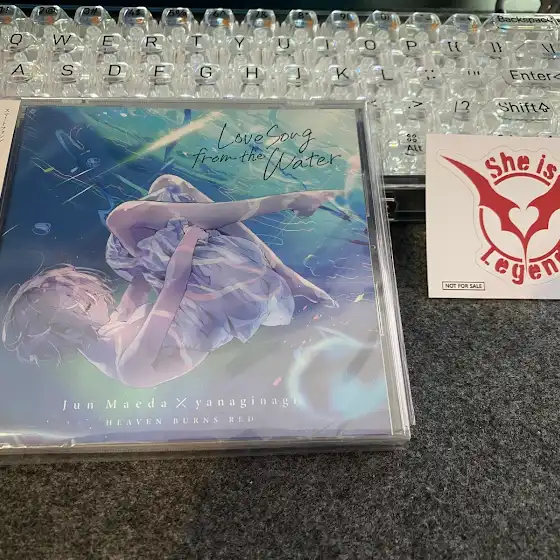 Backspace
Q W E R T Y U I O P {[ }] |\
A S D F G H J K L : ; "' Enter
> . ? / Shift
Alt
Love Song
from the Water
Jun Maeda × yanaginagi
HEAVEN BURNS RED
She is
Legend
NOT FOR SALE